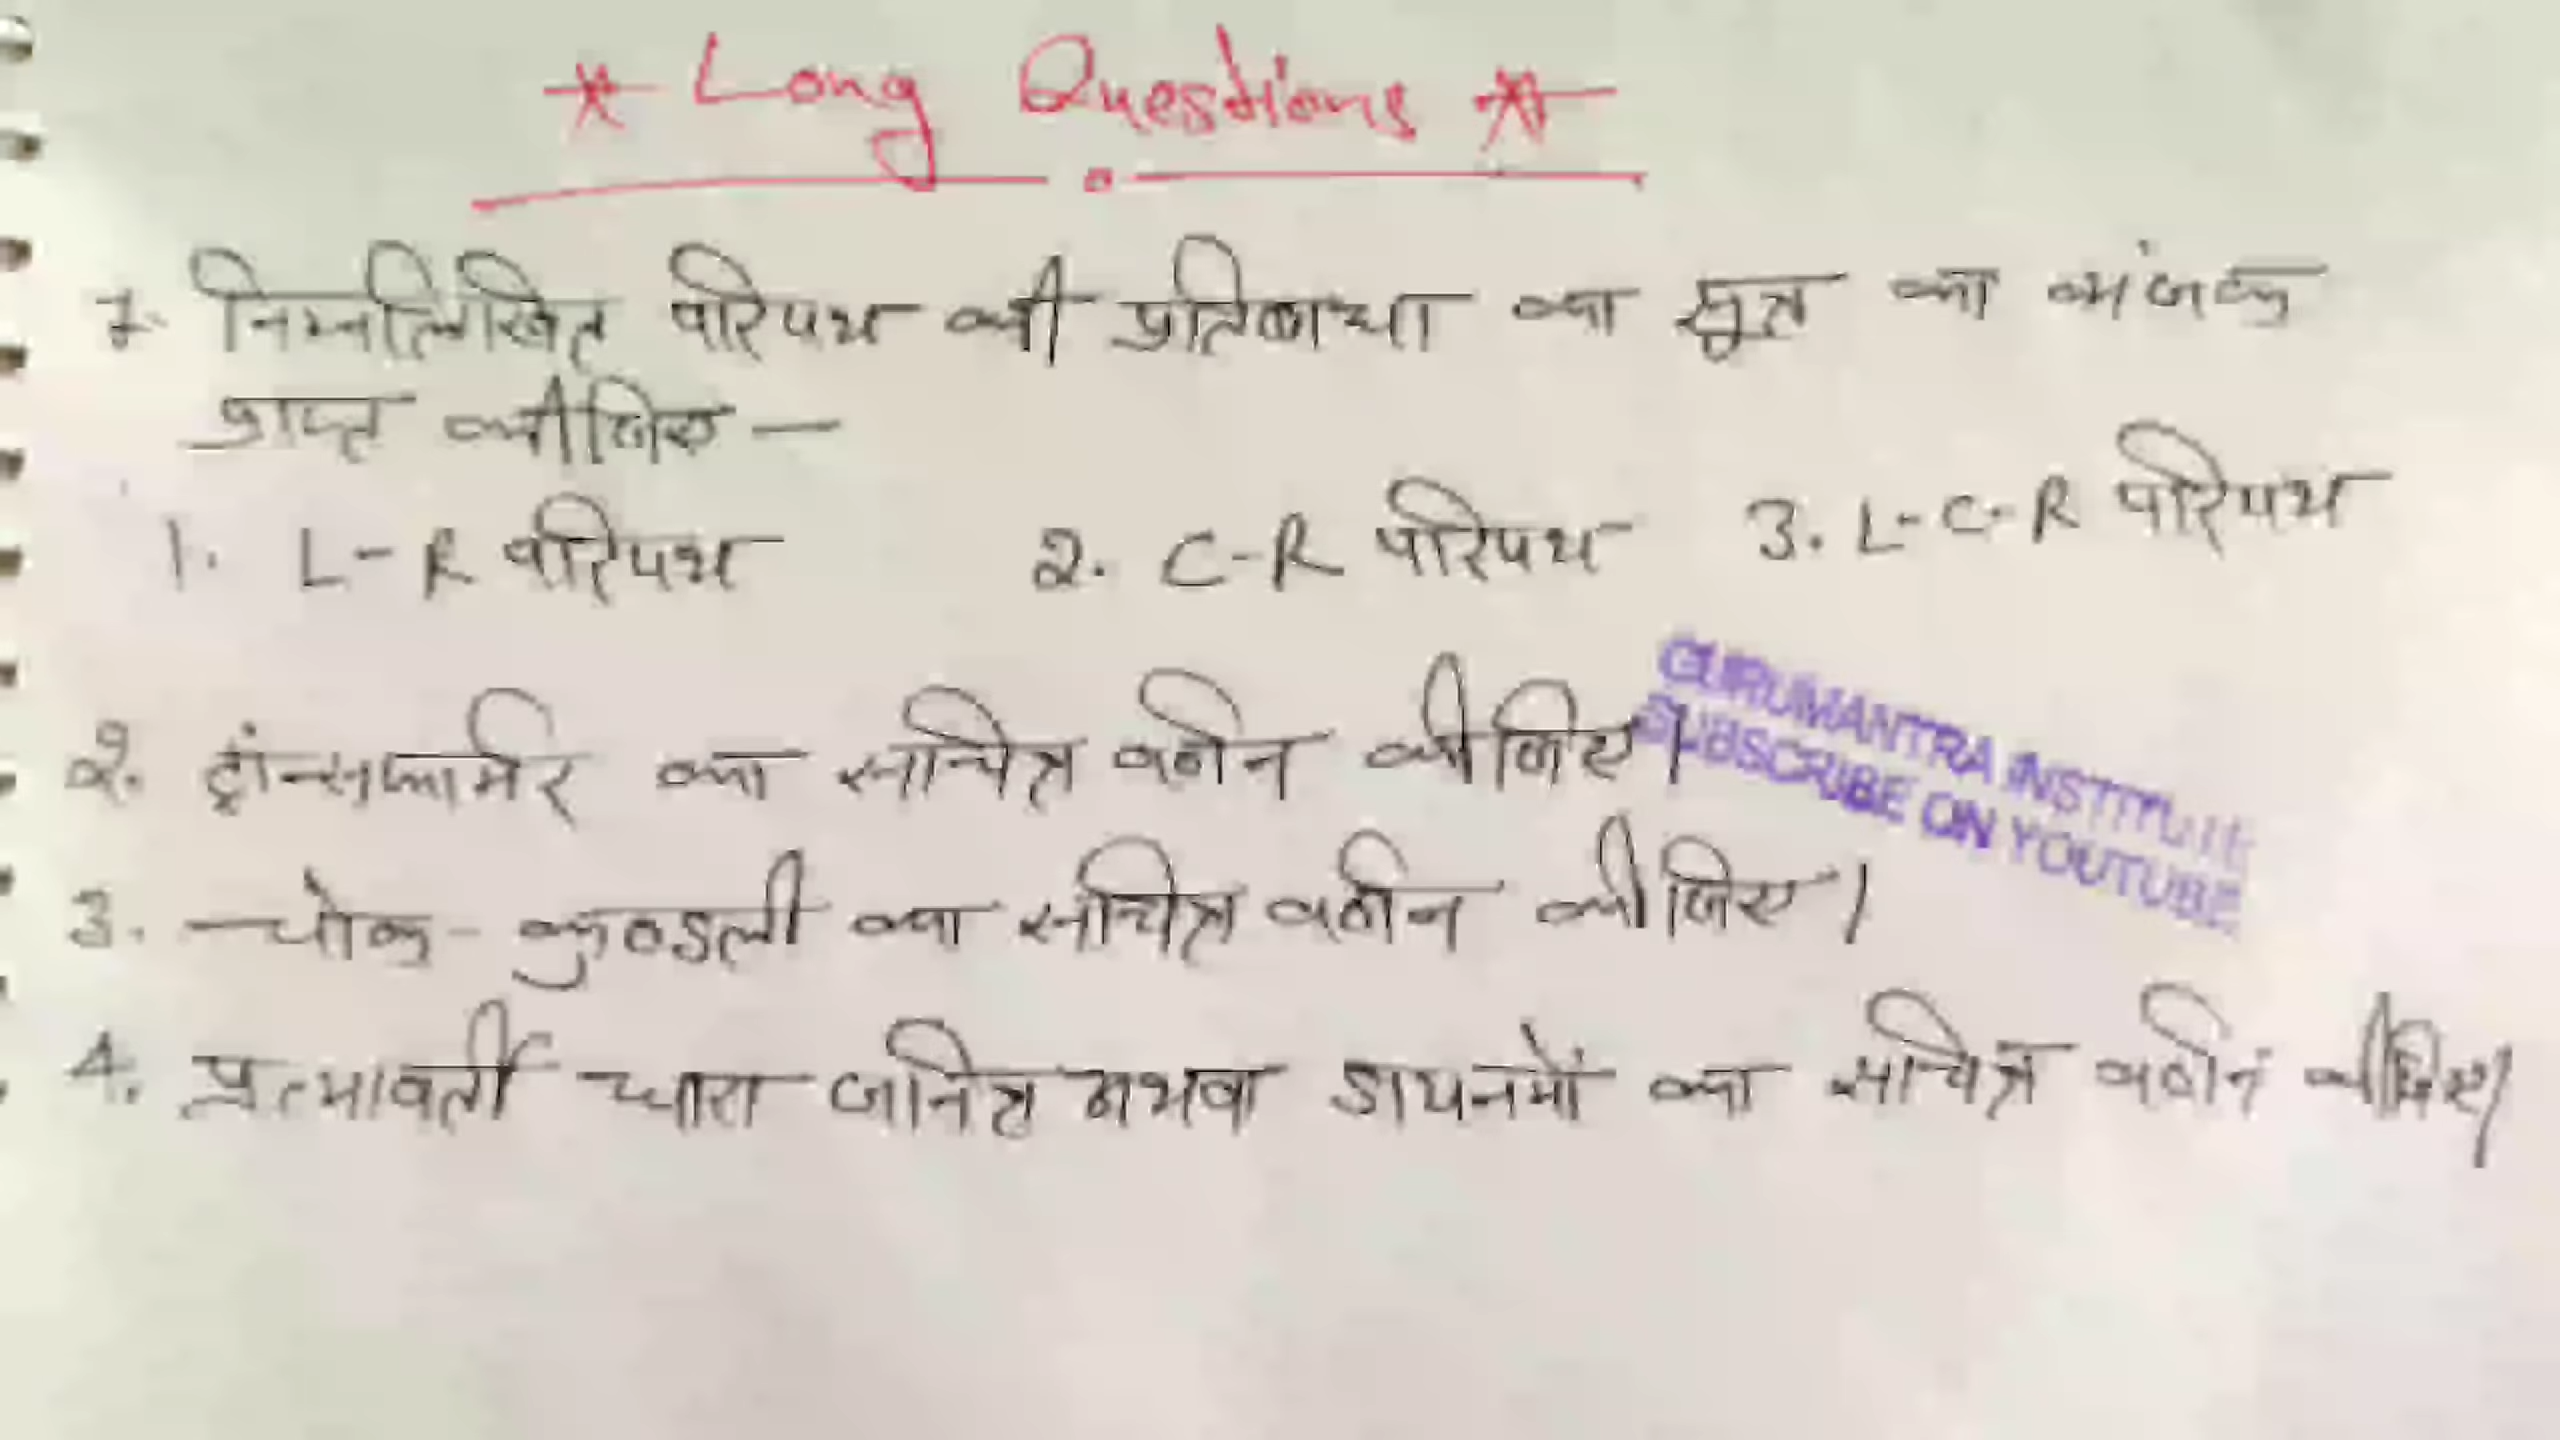 * Long Questions *
1. निम्नलिखित परिपथ की प्रतिबाधा का सूत्र का व्यंजक
प्राप्त कीजिए —
1. L-R परिपथ 2. C-R परिपथ 3. L-C-R परिपथ
2. ट्रांन्सफार्मर का सचित्र वर्णन कीजिए।
3. चोक-कुण्डली का सचित्र वर्णन कीजिए।
4. प्रत्यावर्ती धारा जनित्र अथवा डायनमों का सचित्र वर्णन कीजिए।
GURUMANTRA INSTITUTE
SUBSCRIBE ON YOUTUBE